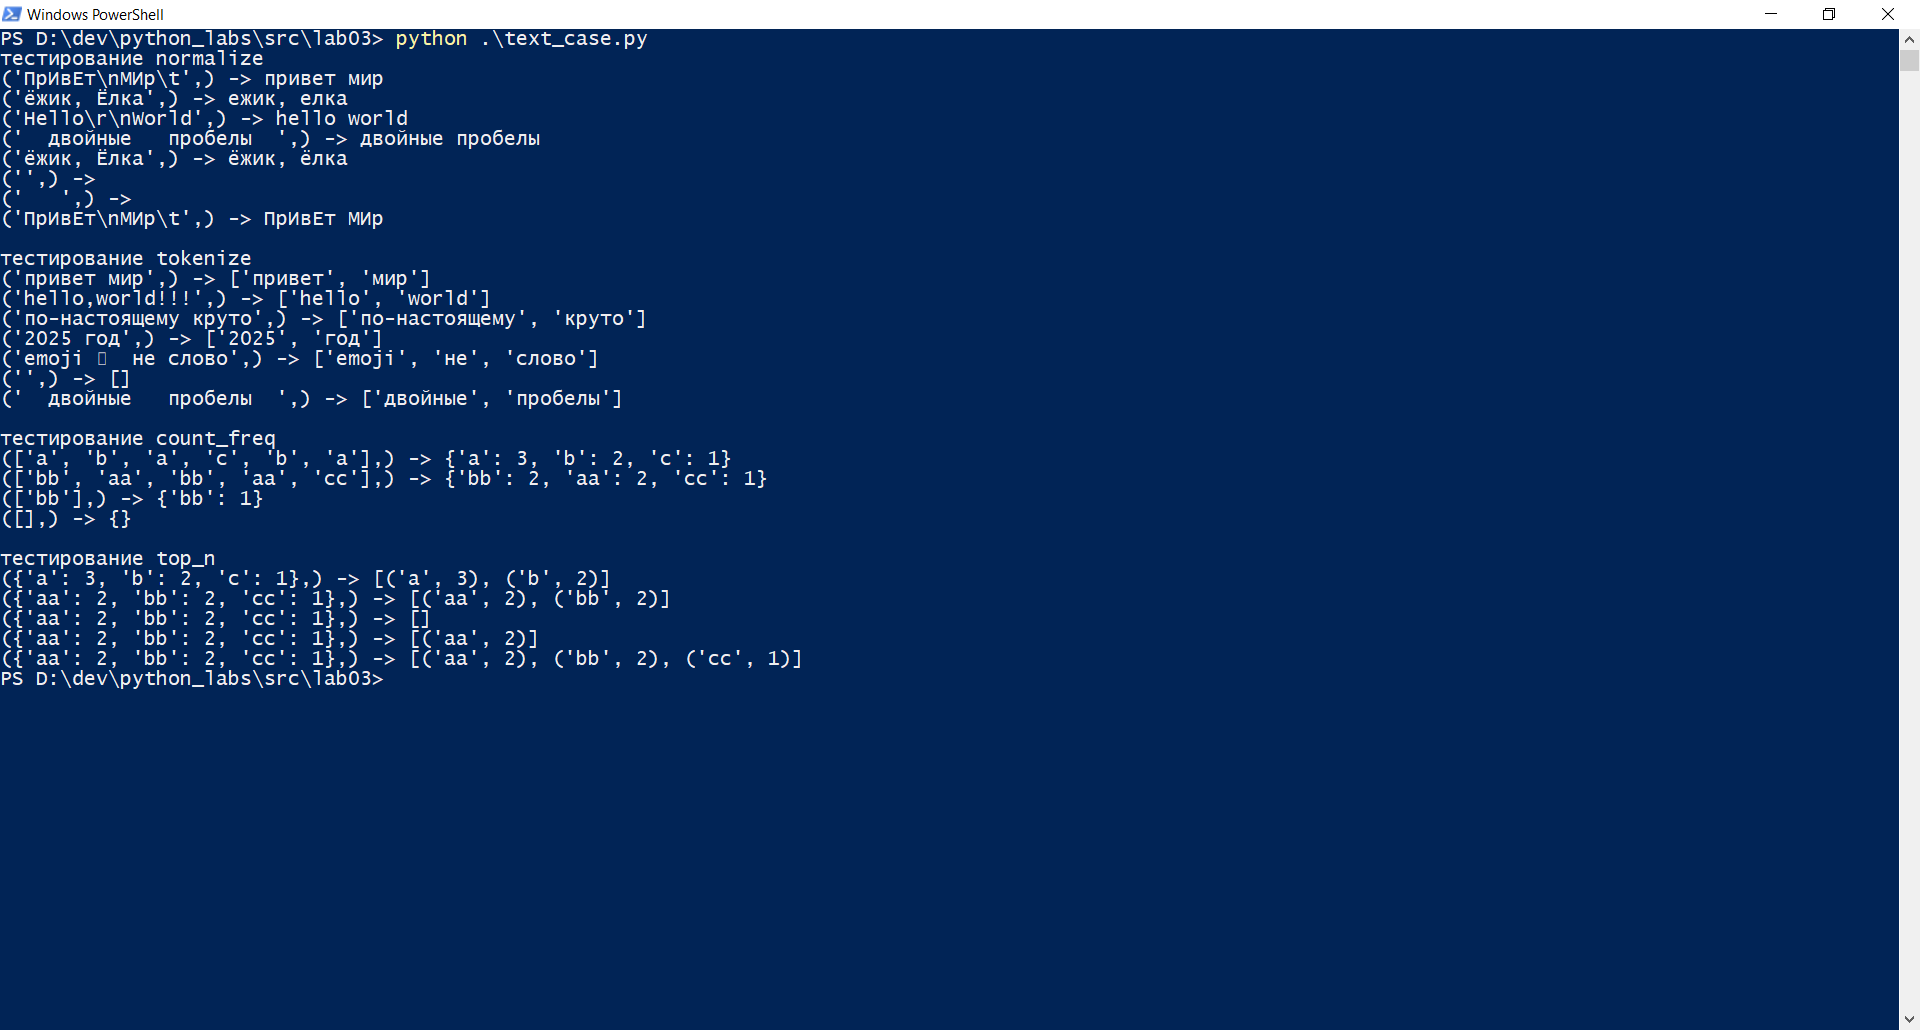 Windows PowerShell
PS D:\dev\python_labs\src\lab03> python .\text_case.py
тестирование normalize
('ПрИвЕт\nМИр\t',) -> привет мир
('ёжик, Ёлка',) -> ежик, елка
('Hello\r\nWorld',) -> hello world
('  двойные   пробелы  ',) -> двойные пробелы
('ёжик, Ёлка',) -> ёжик, ёлка
('',) ->
('   ',) ->
('ПрИвЕт\nМИр\t',) -> ПрИвЕт МИр

тестирование tokenize
('привет мир',) -> ['привет', 'мир']
('hello,world!!!',) -> ['hello', 'world']
('по-настоящему круто',) -> ['по-настоящему', 'круто']
('2025 год',) -> ['2025', 'год']
('emoji □  не слово',) -> ['emoji', 'не', 'слово']
('',) -> []
('  двойные   пробелы  ',) -> ['двойные', 'пробелы']

тестирование count_freq
(['a', 'b', 'a', 'c', 'b', 'a'],) -> {'a': 3, 'b': 2, 'c': 1}
(['bb', 'aa', 'bb', 'aa', 'cc'],) -> {'bb': 2, 'aa': 2, 'cc': 1}
(['bb'],) -> {'bb': 1}
([],) -> {}

тестирование top_n
({'a': 3, 'b': 2, 'c': 1},) -> [('a', 3), ('b', 2)]
({'aa': 2, 'bb': 2, 'cc': 1},) -> [('aa', 2), ('bb', 2)]
({'aa': 2, 'bb': 2, 'cc': 1},) -> []
({'aa': 2, 'bb': 2, 'cc': 1},) -> [('aa', 2)]
({'aa': 2, 'bb': 2, 'cc': 1},) -> [('aa', 2), ('bb', 2), ('cc', 1)]
PS D:\dev\python_labs\src\lab03>